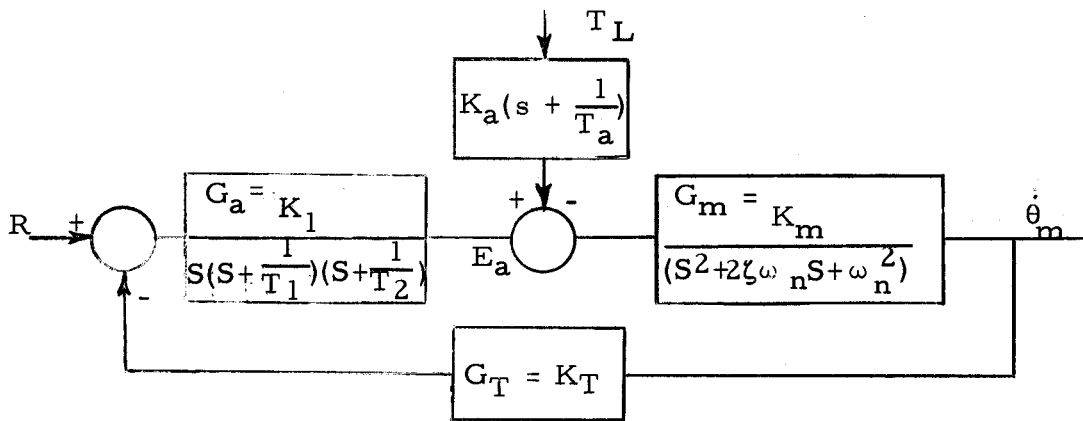 T_L
K_a(s + 1/T_a)
+ -
R + -
G_a = K_1 / S(S+1/T_1)(S+1/T_2)
E_a
G_m = K_m / (S^2+2ζω_nS+ω_n^2)
θ̇_m
G_T = K_T